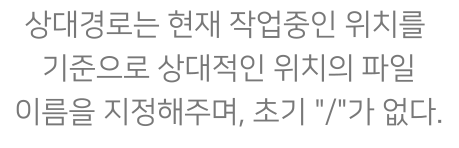 상대경로는 현재 작업중인 위치를
기준으로 상대적인 위치의 파일
이름을 지정해주며, 초기 "/"가 없다.